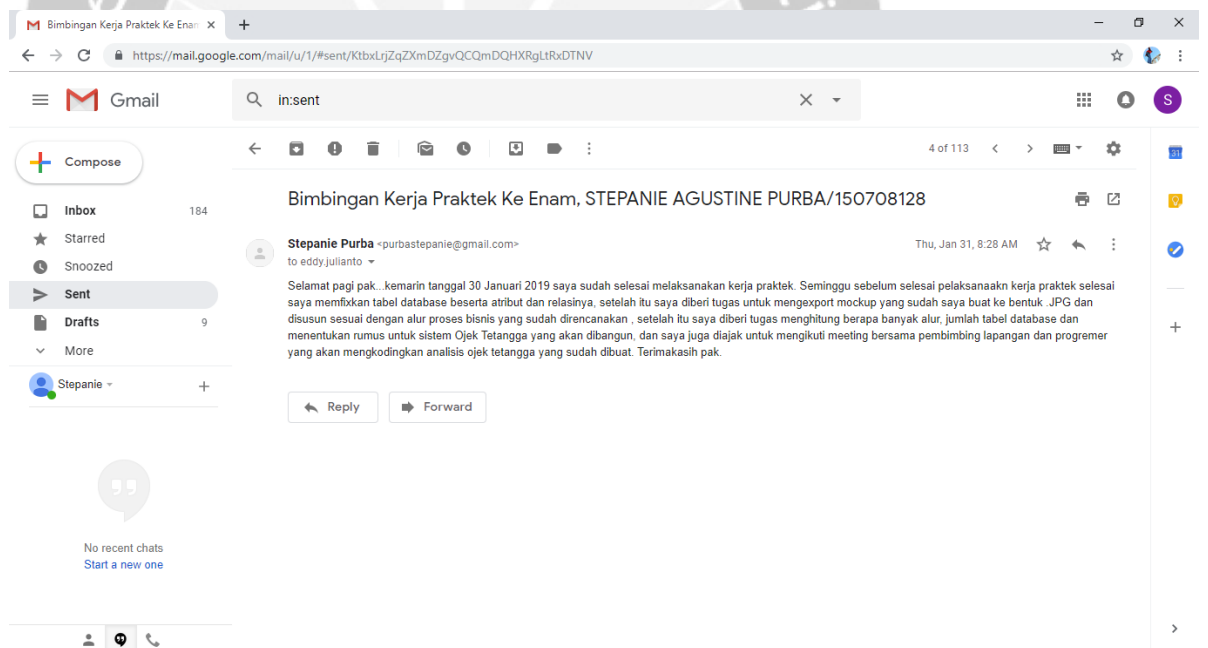 Bimbingan Kerja Praktek Ke Enam
https://mail.google.com/mail/u/1/#sent/KtbxLrjZqZXmDZgvQCQmDQHXRgLtRxDTNV
Gmail
in:sent
S
Compose
4 of 113
31
Inbox 184
Starred
Snoozed
Sent
Drafts 9
More
Stepanie
No recent chats
Start a new one
Bimbingan Kerja Praktek Ke Enam, STEPANIE AGUSTINE PURBA/150708128
Stepanie Purba <purbastepanie@gmail.com> Thu, Jan 31, 8:28 AM
to eddy.julianto
Selamat pagi pak...kemarin tanggal 30 Januari 2019 saya sudah selesai melaksanakan kerja praktek. Seminggu sebelum selesai pelaksanaakn kerja praktek selesai
saya memfixkan tabel database beserta atribut dan relasinya, setelah itu saya diberi tugas untuk mengexport mockup yang sudah saya buat ke bentuk .JPG dan
disusun sesuai dengan alur proses bisnis yang sudah direncanakan , setelah itu saya diberi tugas menghitung berapa banyak alur, jumlah tabel database dan
menentukan rumus untuk sistem Ojek Tetangga yang akan dibangun, dan saya juga diajak untuk mengikuti meeting bersama pembimbing lapangan dan progremer
yang akan mengkodingkan analisis ojek tetangga yang sudah dibuat. Terimakasih pak.
Reply
Forward